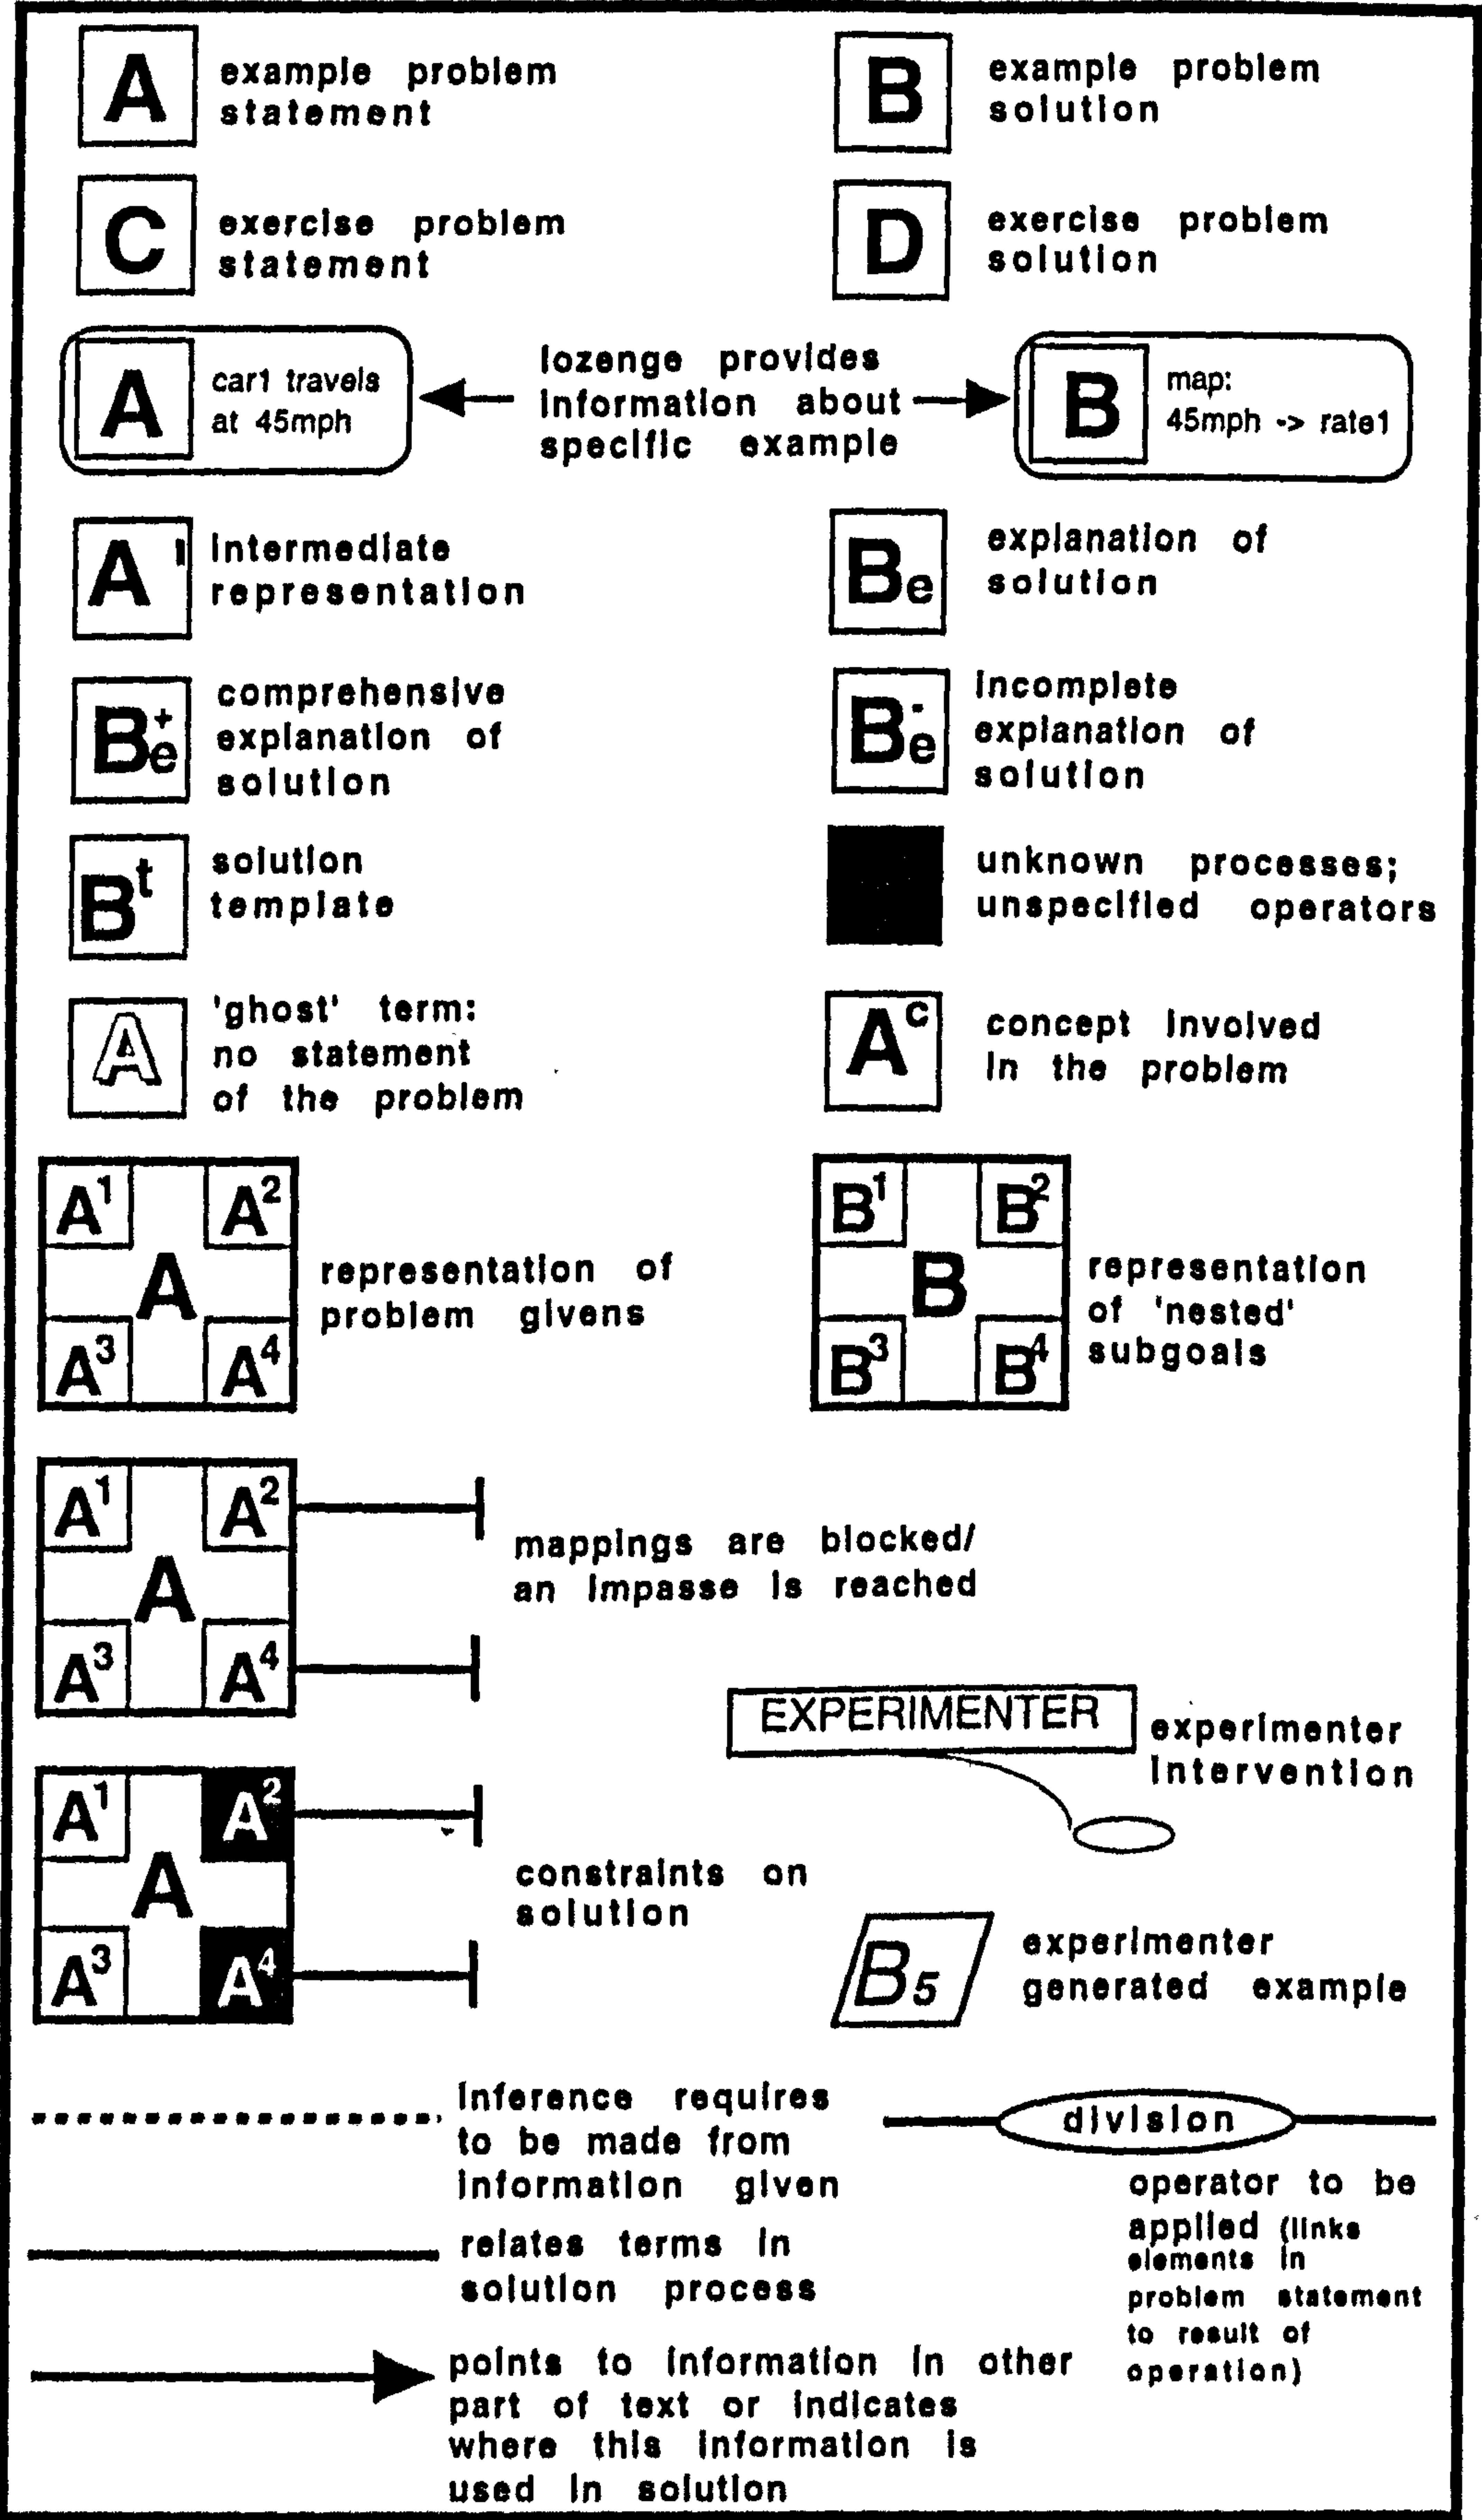 A
example problem
statement
B
example problem
solution
C
exercise problem
statement
D
exercise problem
solution
A
car1 travels
at 45mph
lozenge provides
information about
specific example
B
map:
45mph -> rate1
A'
intermediate
representation
Be
explanation of
solution
B+e
comprehensive
explanation of
solution
B-e
incomplete
explanation of
solution
Bt
solution
template
unknown processes;
unspecified operators
A
'ghost' term:
no statement
of the problem
Ac
concept involved
in the problem
A1 A2
A
A3 A4
representation of
problem givens
B1 B2
B
B3 B4
representation
of 'nested'
subgoals
A1 A2
A
A3 A4
mappings are blocked/
an impasse is reached
EXPERIMENTER
experimenter
intervention
A1 A2
A
A3 A4
constraints on
solution
B5
experimenter
generated example
inference requires
to be made from
information given
division
operator to be
applied (links
elements in
problem statement
to result of
operation)
relates terms in
solution process
points to information in other
part of text or indicates
where this information is
used in solution